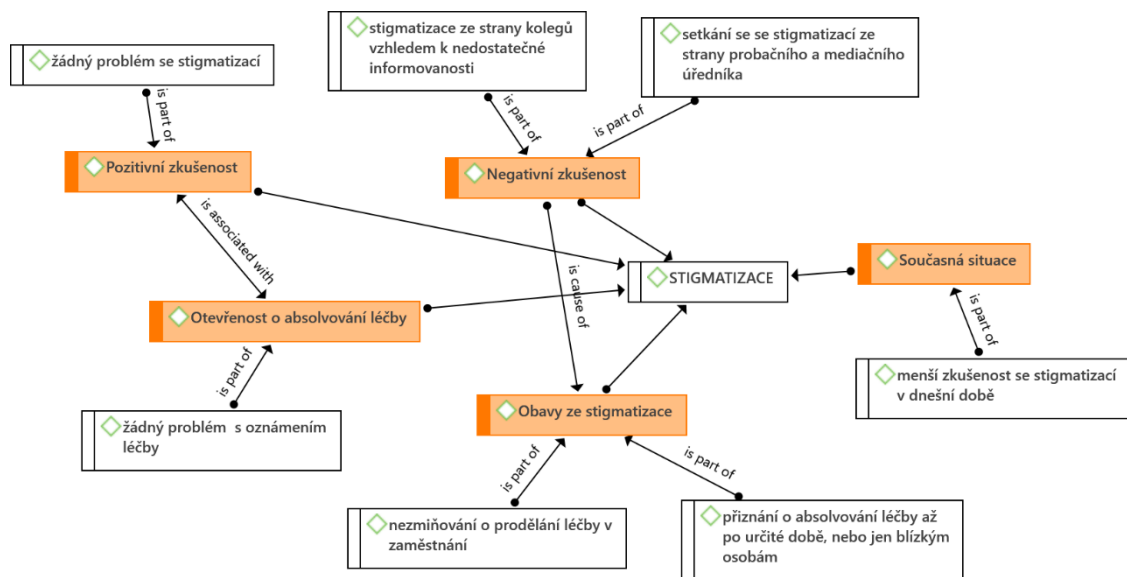 stigmatizace ze strany kolegů
vzhledem k nedostatečné
informovanosti
setkání se se stigmatizací ze
strany probačního a mediačního
úředníka
žádný problém se stigmatizací
is part of
is part of
is part of
Pozitivní zkušenost
Negativní zkušenost
is associated with
is cause of
Současná situace
STIGMATIZACE
Otevřenost o absolvování léčby
is part of
is part of
menší zkušenost se stigmatizací
v dnešní době
Obavy ze stigmatizace
žádný problém s oznámením
léčby
is part of
is part of
nezmiňování o prodělání léčby v
zaměstnání
přiznání o absolvování léčby až
po určité době, nebo jen blízkým
osobám